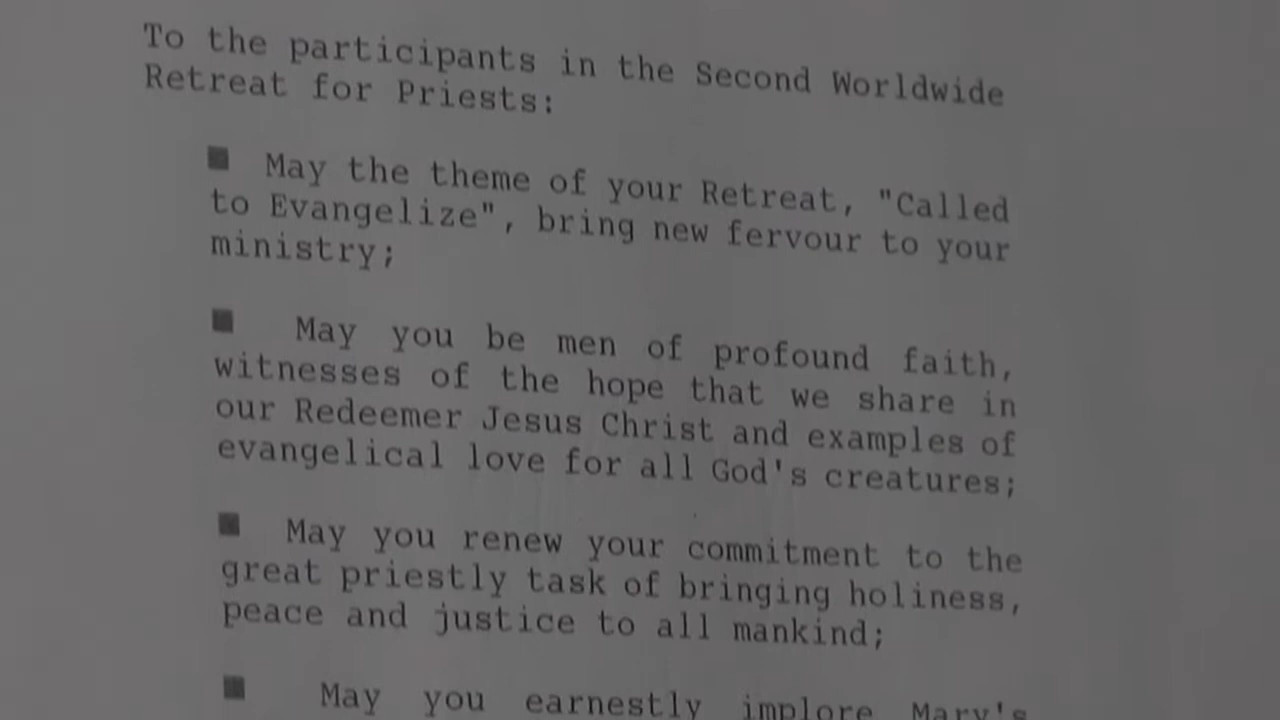 To the participants in the Second Worldwide
Retreat for Priests:
■ May the theme of your Retreat, "Called
to Evangelize", bring new fervour to your
ministry;
■ May you be men of profound faith,
witnesses of the hope that we share in
our Redeemer Jesus Christ and examples of
evangelical love for all God's creatures;
■ May you renew your commitment to the
great priestly task of bringing holiness,
peace and justice to all mankind;
■ May you earnestly implore Mary's